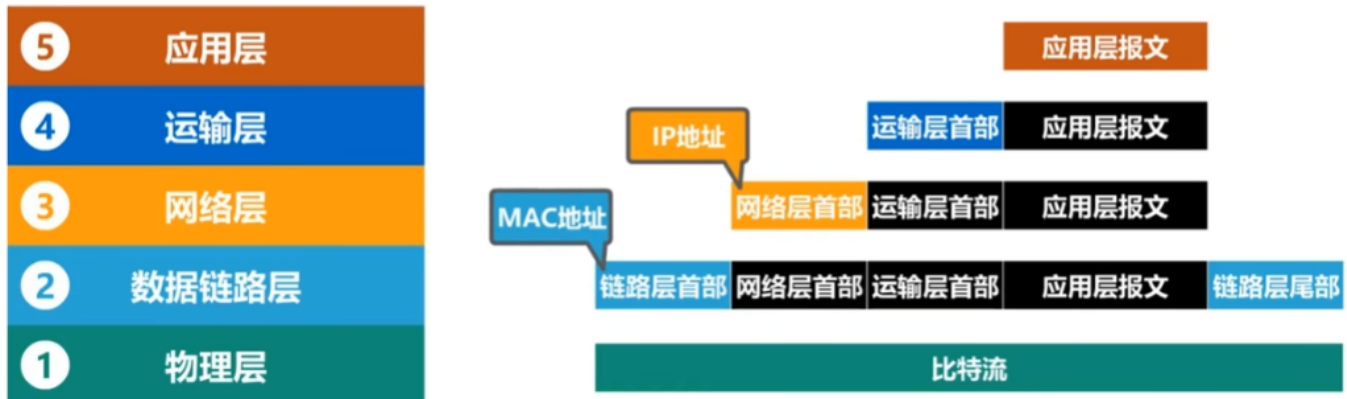 5 应用层 应用层报文
4 运输层 运输层首部 应用层报文
IP地址
3 网络层 网络层首部 运输层首部 应用层报文
MAC地址
2 数据链路层 链路层首部 网络层首部 运输层首部 应用层报文 链路层尾部
1 物理层 比特流